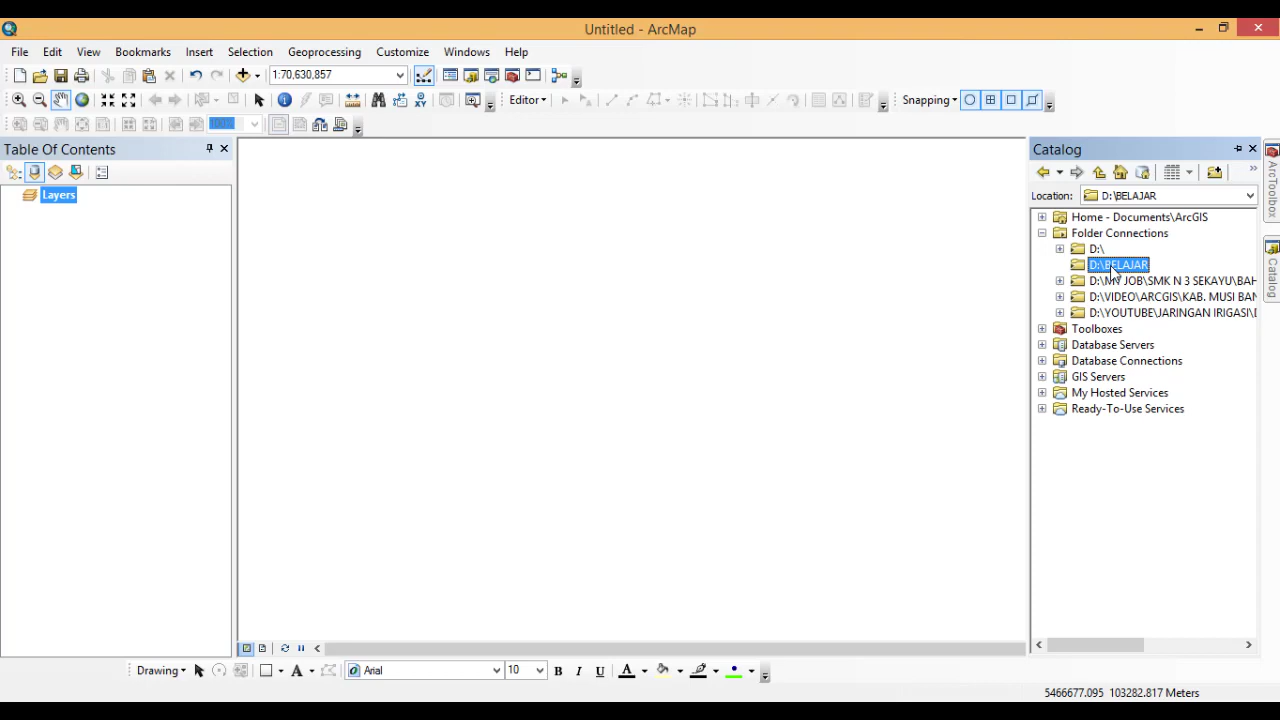 Untitled - ArcMap
File Edit View Bookmarks Insert Selection Geoprocessing Customize Windows Help
1:70,630,857
Editor Snapping
100%
Table Of Contents
Layers
Catalog
Location: D:\BELAJAR
Home - Documents\ArcGIS
Folder Connections
D:\
D:\BELAJAR
D:\MY JOB\SMK N 3 SEKAYU\BAH
D:\VIDEO\ARCGIS\KAB. MUSI BAN
D:\YOUTUBE\JARINGAN IRIGASI\D
Toolboxes
Database Servers
Database Connections
GIS Servers
My Hosted Services
Ready-To-Use Services
ArcToolbox
Catalog
Drawing Arial 10 B I U A
5466677.095 103282.817 Meters